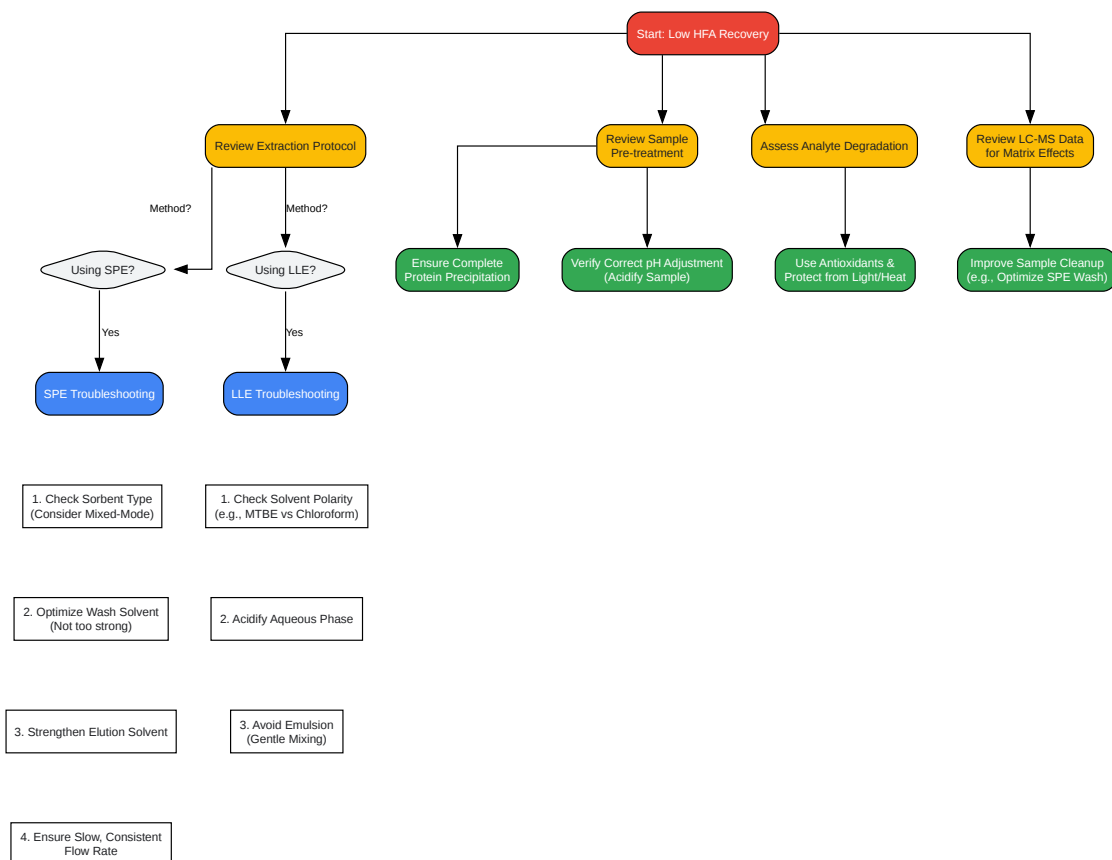 Start: Low HFA Recovery
Review Extraction Protocol
Review Sample
Pre-treatment
Assess Analyte Degradation
Review LC-MS Data
for Matrix Effects
Method?
Method?
Using SPE?
Using LLE?
Ensure Complete
Protein Precipitation
Verify Correct pH Adjustment
(Acidify Sample)
Use Antioxidants &
Protect from Light/Heat
Improve Sample Cleanup
(e.g., Optimize SPE Wash)
Yes
Yes
SPE Troubleshooting
LLE Troubleshooting
1. Check Sorbent Type
(Consider Mixed-Mode)
1. Check Solvent Polarity
(e.g., MTBE vs Chloroform)
2. Optimize Wash Solvent
(Not too strong)
2. Acidify Aqueous Phase
3. Strengthen Elution Solvent
3. Avoid Emulsion
(Gentle Mixing)
4. Ensure Slow, Consistent
Flow Rate